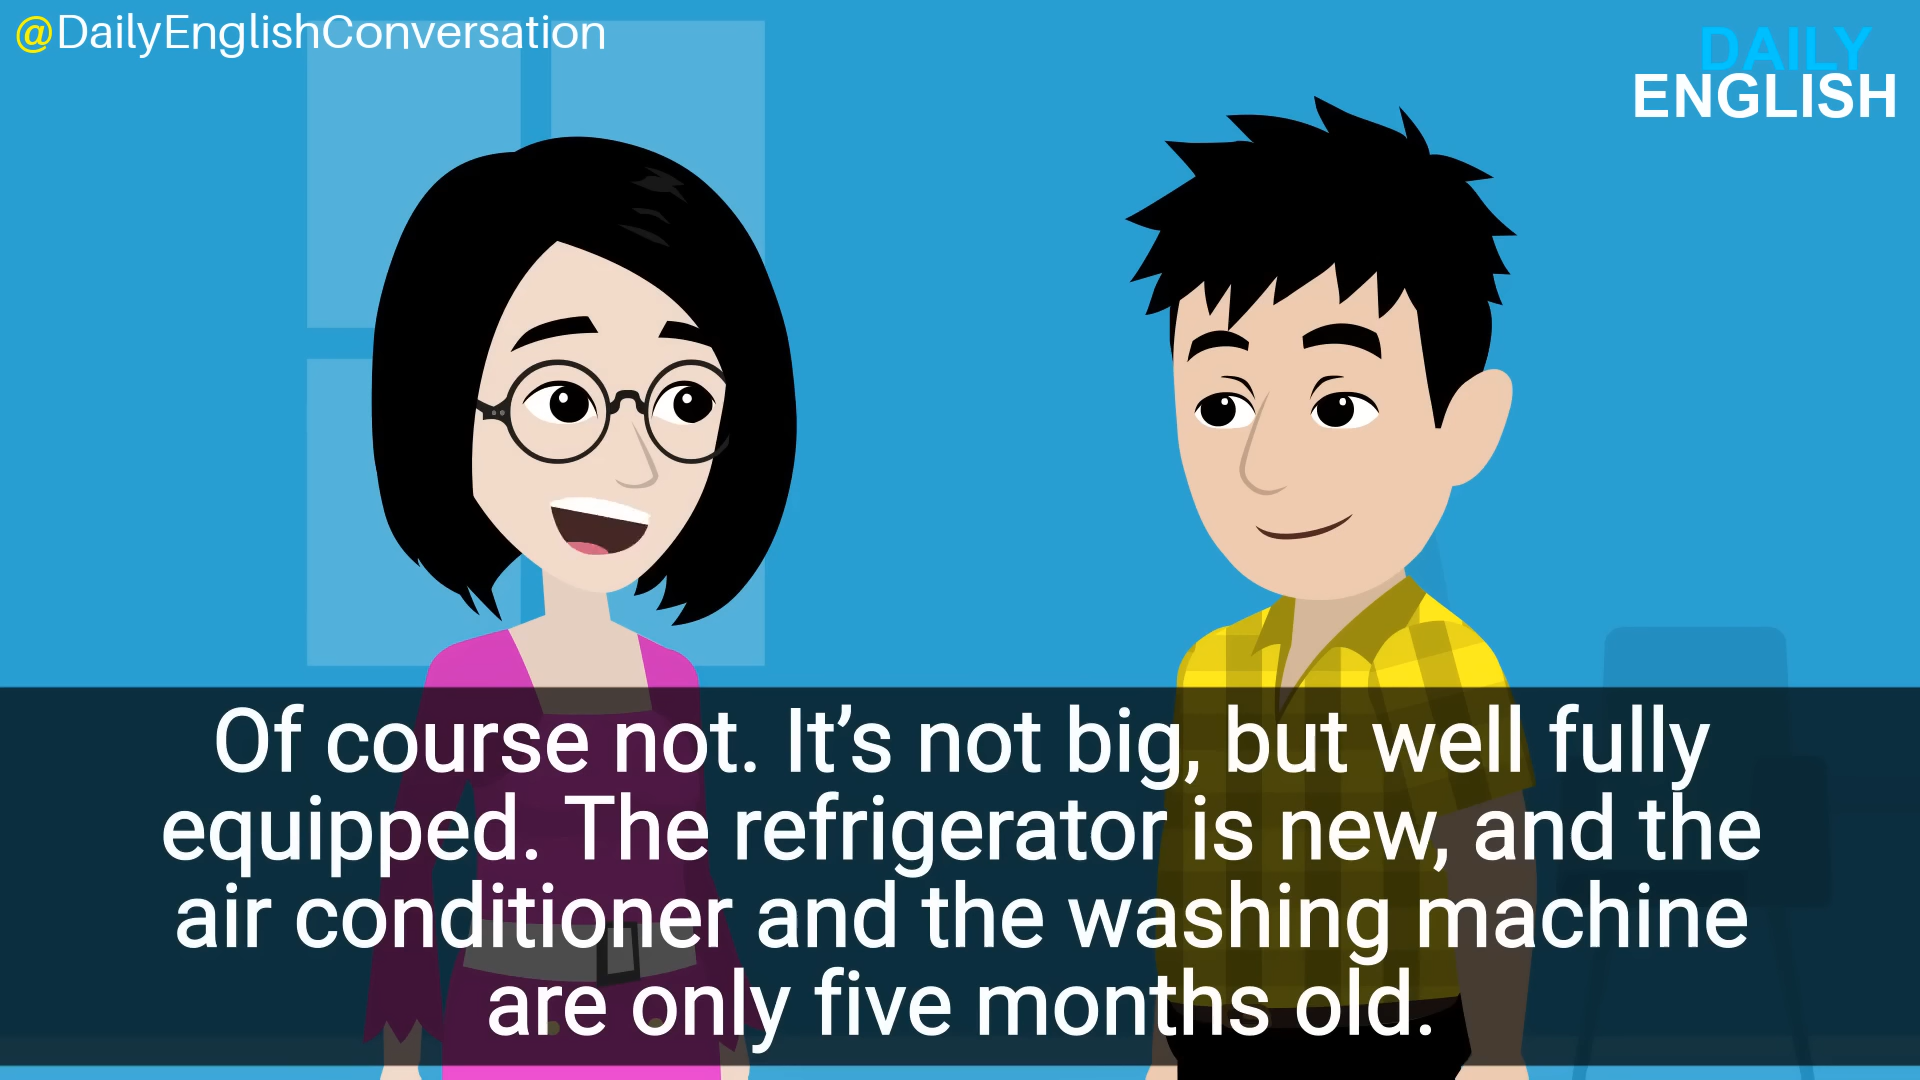 @DailyEnglishConversation
DAILY
ENGLISH
Of course not. It’s not big, but well fully
equipped. The refrigerator is new, and the
air conditioner and the washing machine
are only five months old.